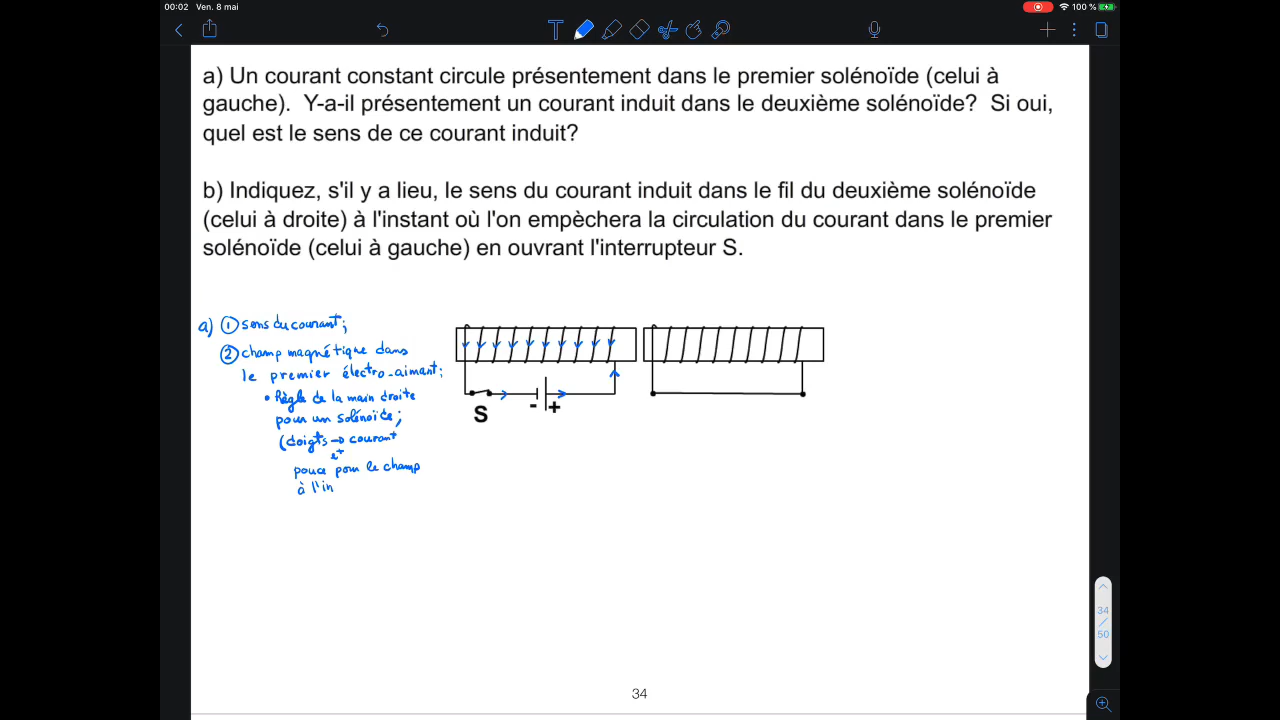 00:02 Ven. 8 mai
100 %
T
a) Un courant constant circule présentement dans le premier solénoïde (celui à
gauche). Y-a-il présentement un courant induit dans le deuxième solénoïde? Si oui,
quel est le sens de ce courant induit?
b) Indiquez, s'il y a lieu, le sens du courant induit dans le fil du deuxième solénoïde
(celui à droite) à l'instant où l'on empèchera la circulation du courant dans le premier
solénoïde (celui à gauche) en ouvrant l'interrupteur S.
a) ① sens du courant;
② champ magnétique dans
le premier électro-aimant:
• Règle de la main droite
pour un solénoïde;
(doigts → courant
et
pouce pour le champ
à l'in
S - +
34
/
50
34